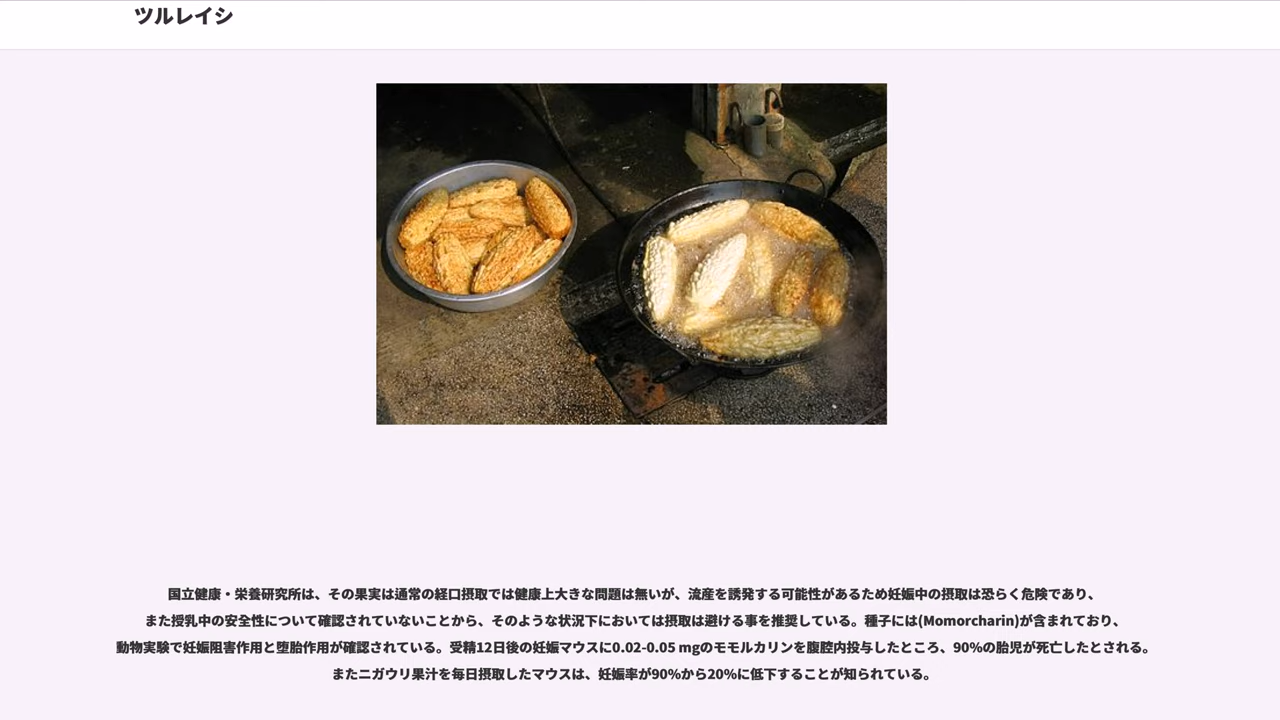 ツルレイシ
国立健康・栄養研究所は、その果実は通常の経口摂取では健康上大きな問題は無いが、流産を誘発する可能性があるため妊娠中の摂取は恐らく危険であり、
また授乳中の安全性について確認されていないことから、そのような状況下においては摂取は避ける事を推奨している。種子には(Momorcharin)が含まれており、
動物実験で妊娠阻害作用と堕胎作用が確認されている。受精12日後の妊娠マウスに0.02-0.05 mgのモモルカリンを腹腔内投与したところ、90%の胎児が死亡したとされる。
またニガウリ果汁を毎日摂取したマウスは、妊娠率が90%から20%に低下することが知られている。